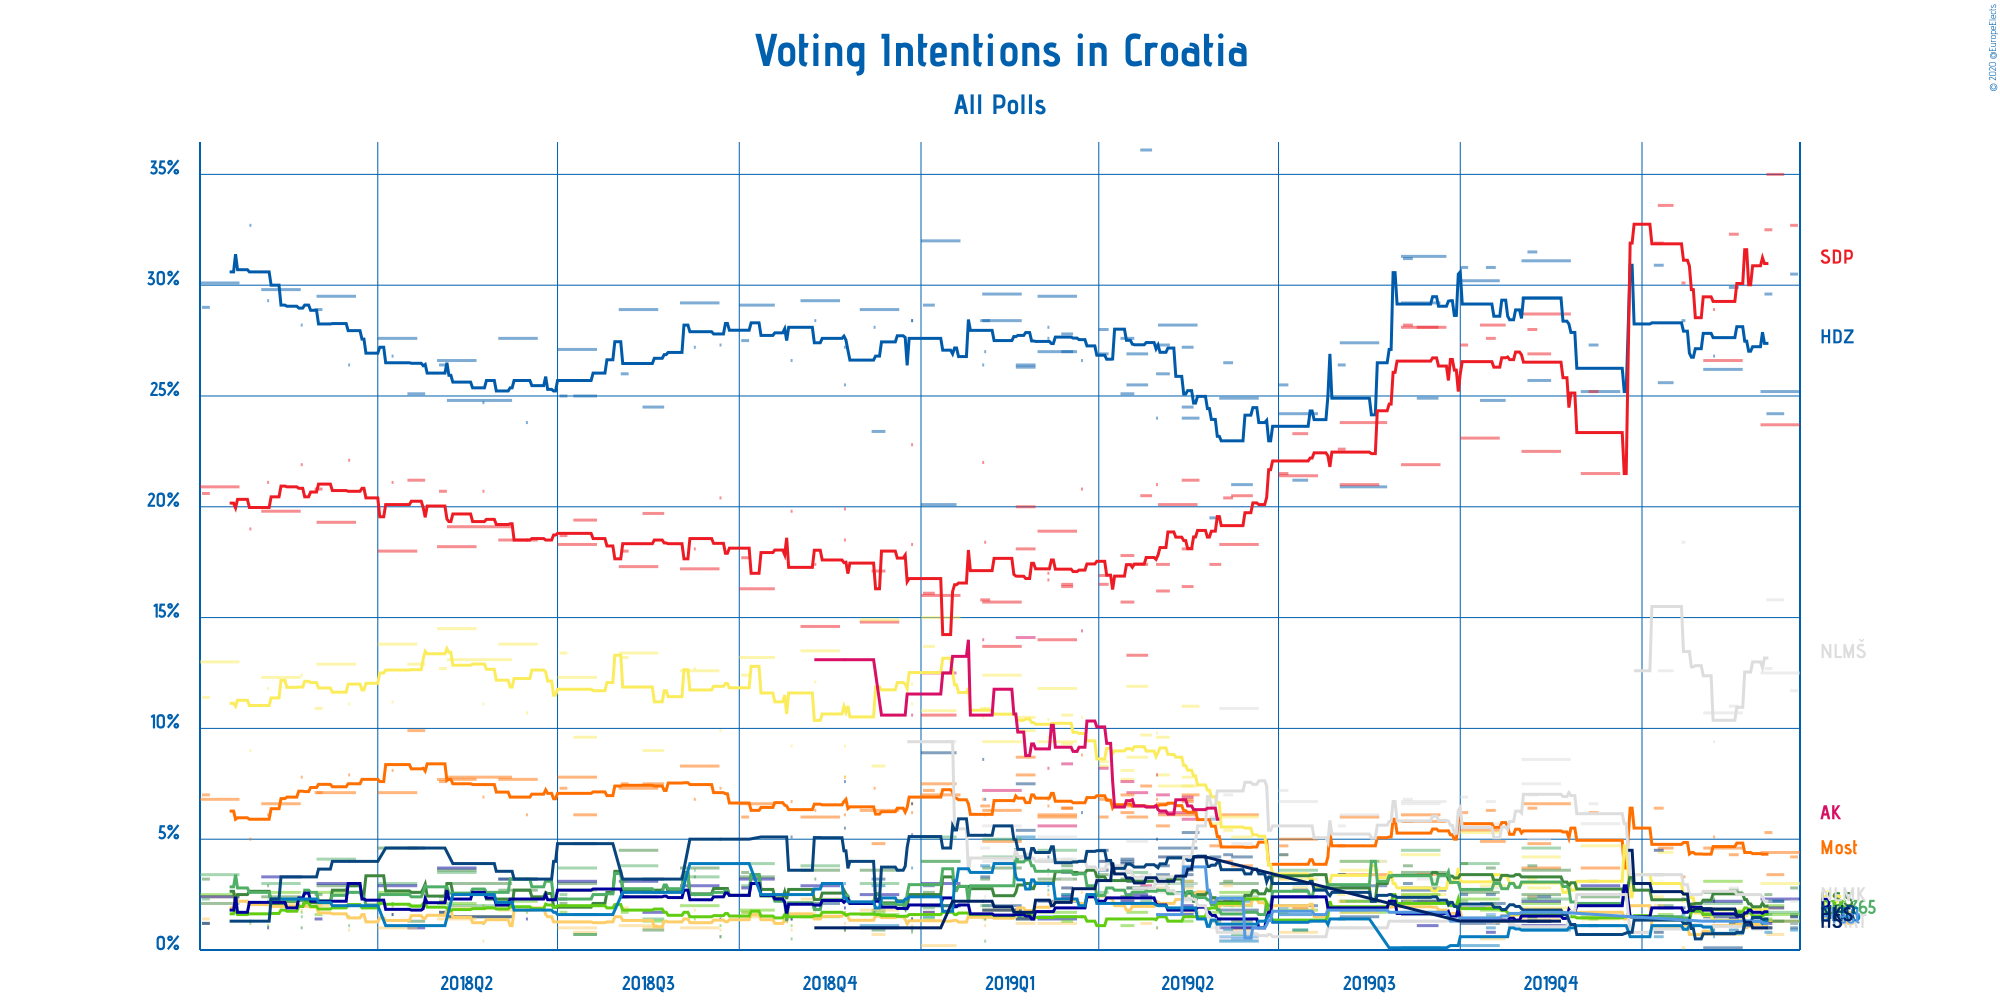 © 2020 @EuropeElects
Voting Intentions in Croatia
All Polls
35%
30%
25%
20%
15%
10%
5%
0%
SDP
HDZ
NLMŠ
AK
Most
HS
2018Q2
2018Q3
2018Q4
2019Q1
2019Q2
2019Q3
2019Q4